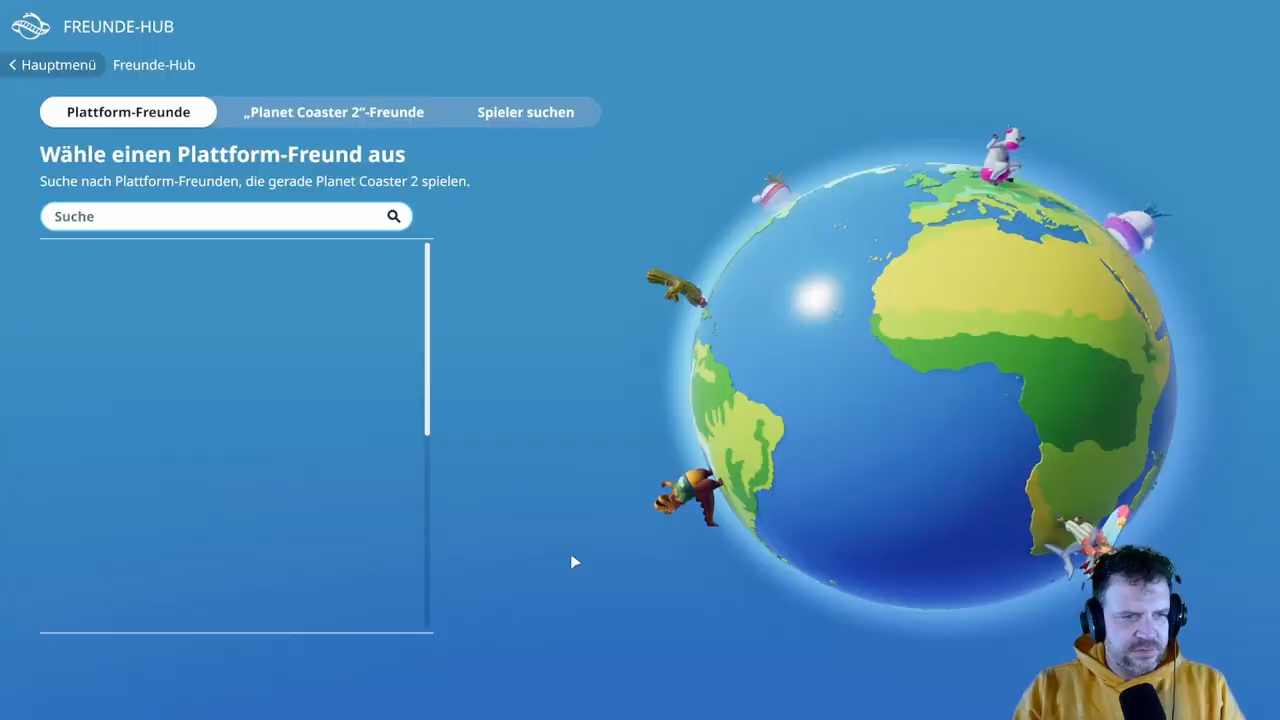 FREUNDE-HUB
Hauptmenü Freunde-Hub
Plattform-Freunde „Planet Coaster 2“-Freunde Spieler suchen
Wähle einen Plattform-Freund aus
Suche nach Plattform-Freunden, die gerade Planet Coaster 2 spielen.
Suche